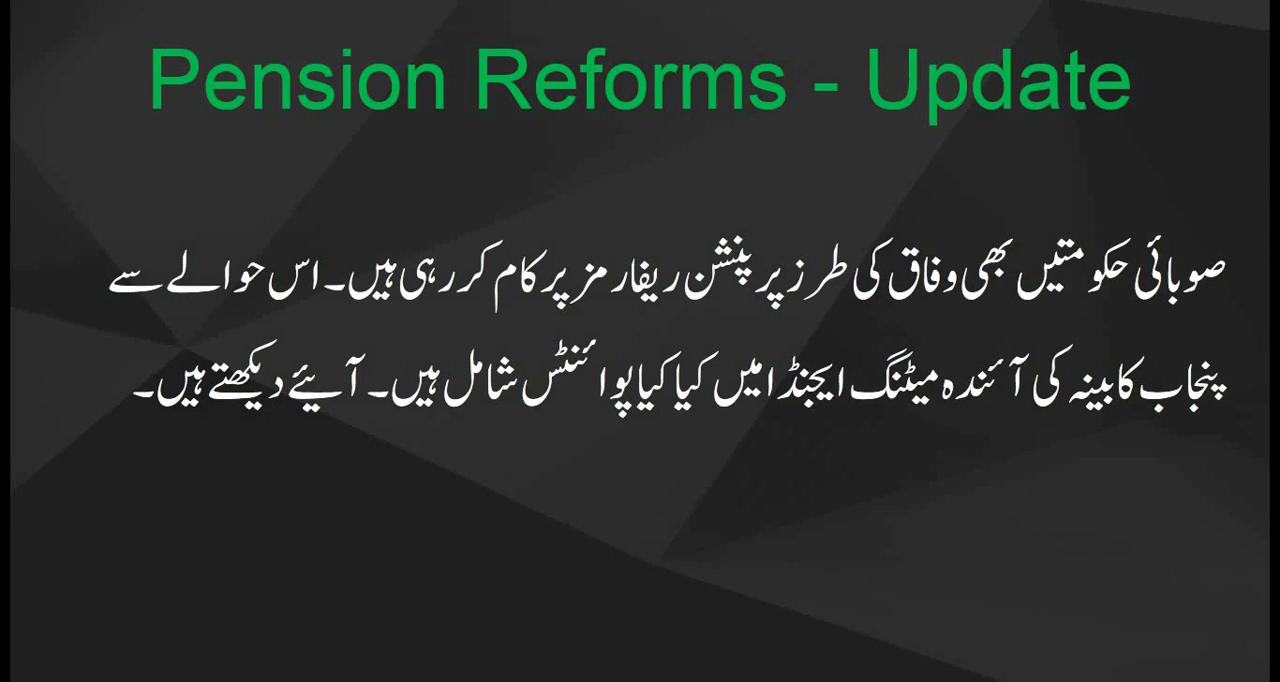 Pension Reforms - Update
صوبائی حکومتیں بھی وفاق کی طرز پر پنشن ریفارمز پر کام کر رہی ہیں۔ اس حوالے سے
پنجاب کابینہ کی آئندہ میٹنگ ایجنڈا میں کیا کیا پوائنٹس شامل ہیں۔ آیئے دیکھتے ہیں۔